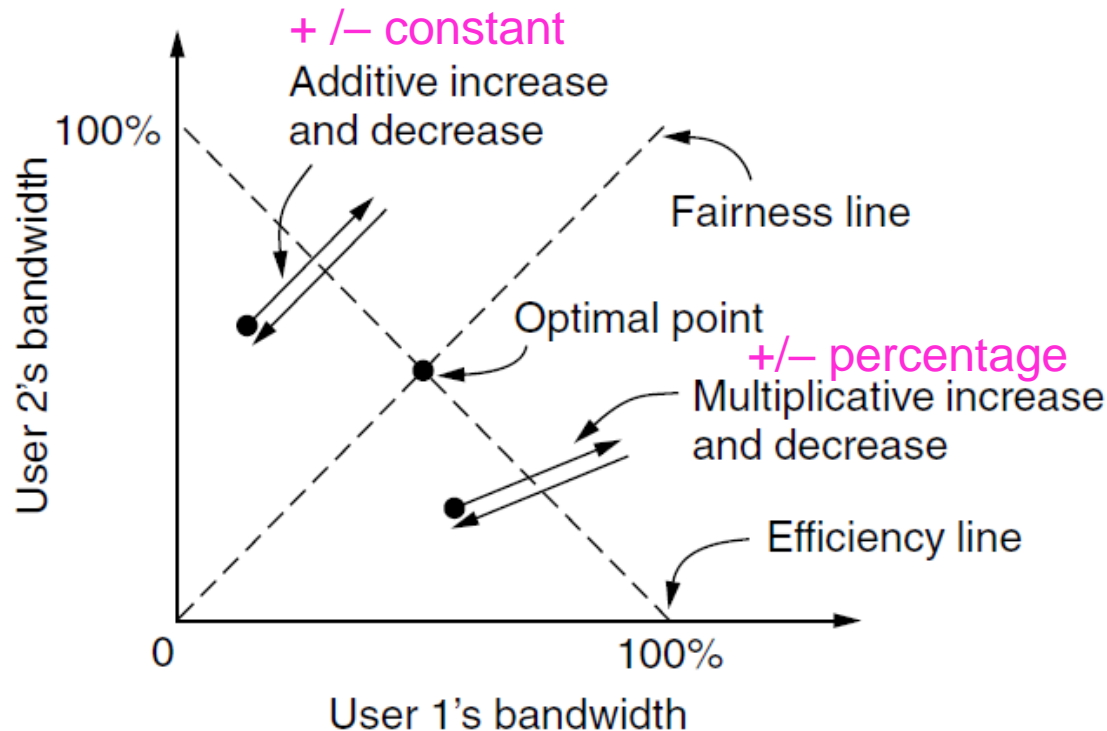 + /– constant
Additive increase
and decrease
100%
User 2's bandwidth
Fairness line
Optimal point
+/– percentage
Multiplicative increase
and decrease
Efficiency line
0
100%
User 1's bandwidth